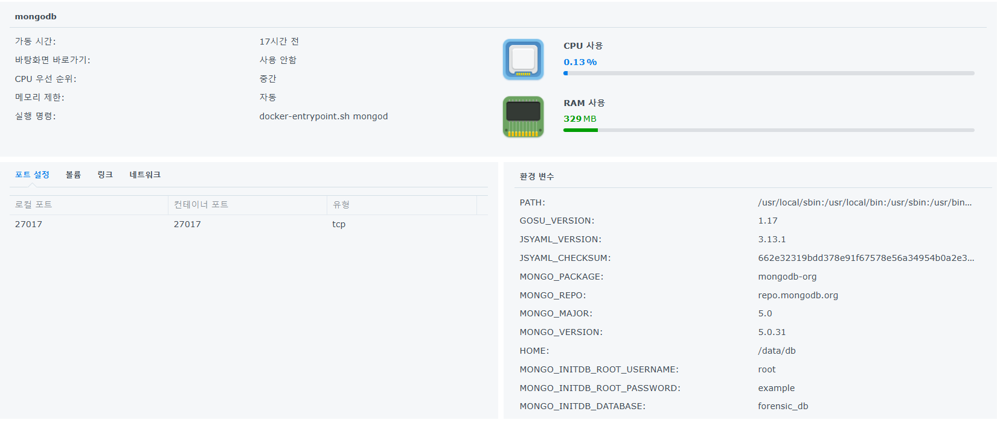 mongodb
가동 시간: 17시간 전
바탕화면 바로가기: 사용 안함
CPU 우선 순위: 중간
메모리 제한: 자동
실행 명령: docker-entrypoint.sh mongod
CPU 사용
0.13 %
RAM 사용
329 MB
포트 설정 볼륨 링크 네트워크
로컬 포트 컨테이너 포트 유형
27017 27017 tcp
환경 변수
PATH: /usr/local/sbin:/usr/local/bin:/usr/sbin:/usr/bin...
GOSU_VERSION: 1.17
JSYAML_VERSION: 3.13.1
JSYAML_CHECKSUM: 662e32319bdd378e91f67578e56a34954b0a2e3...
MONGO_PACKAGE: mongodb-org
MONGO_REPO: repo.mongodb.org
MONGO_MAJOR: 5.0
MONGO_VERSION: 5.0.31
HOME: /data/db
MONGO_INITDB_ROOT_USERNAME: root
MONGO_INITDB_ROOT_PASSWORD: example
MONGO_INITDB_DATABASE: forensic_db